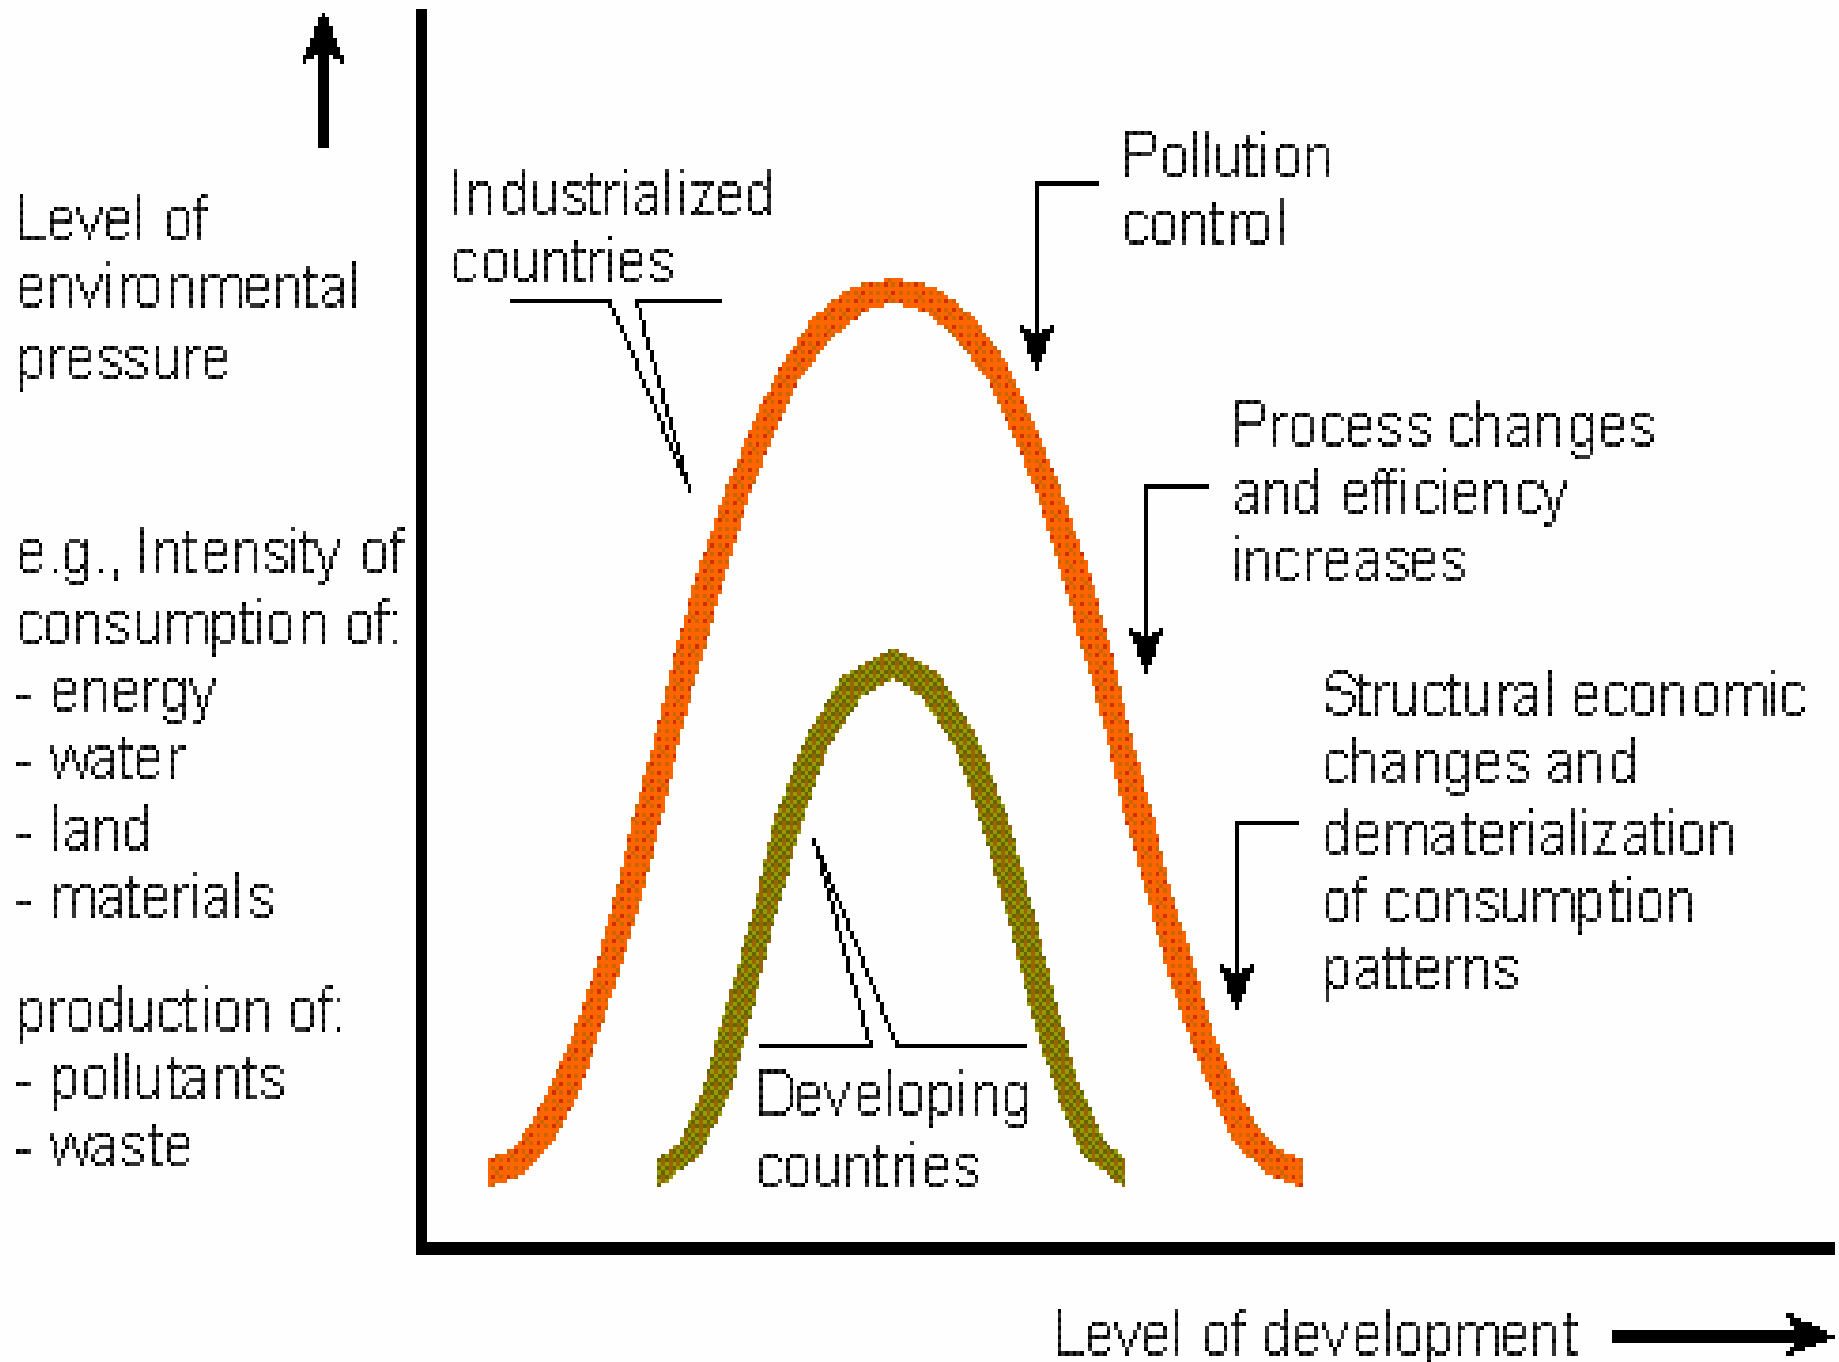 Level of
environmental
pressure
e.g., Intensity of
consumption of:
- energy
- water
- land
- materials
production of:
- pollutants
- waste
Industrialized
countries
Pollution
control
Process changes
and efficiency
increases
Structural economic
changes and
dematerialization
of consumption
patterns
Developing
countries
Level of development